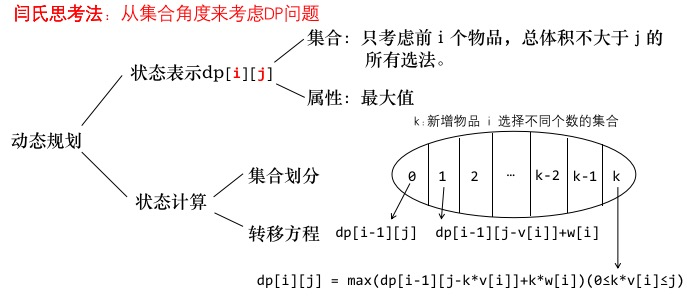 闫氏思考法：从集合角度来考虑DP问题
集合：只考虑前 i 个物品，总体积不大于 j 的
所有选法。
状态表示dp[i][j]
属性：最大值
k:新增物品 i 选择不同个数的集合
动态规划
0 1 2 … k-2 k-1 k
集合划分
状态计算
转移方程 dp[i-1][j] dp[i-1][j-v[i]]+w[i]
dp[i][j] = max(dp[i-1][j-k*v[i]]+k*w[i])(0≤k*v[i]≤j)